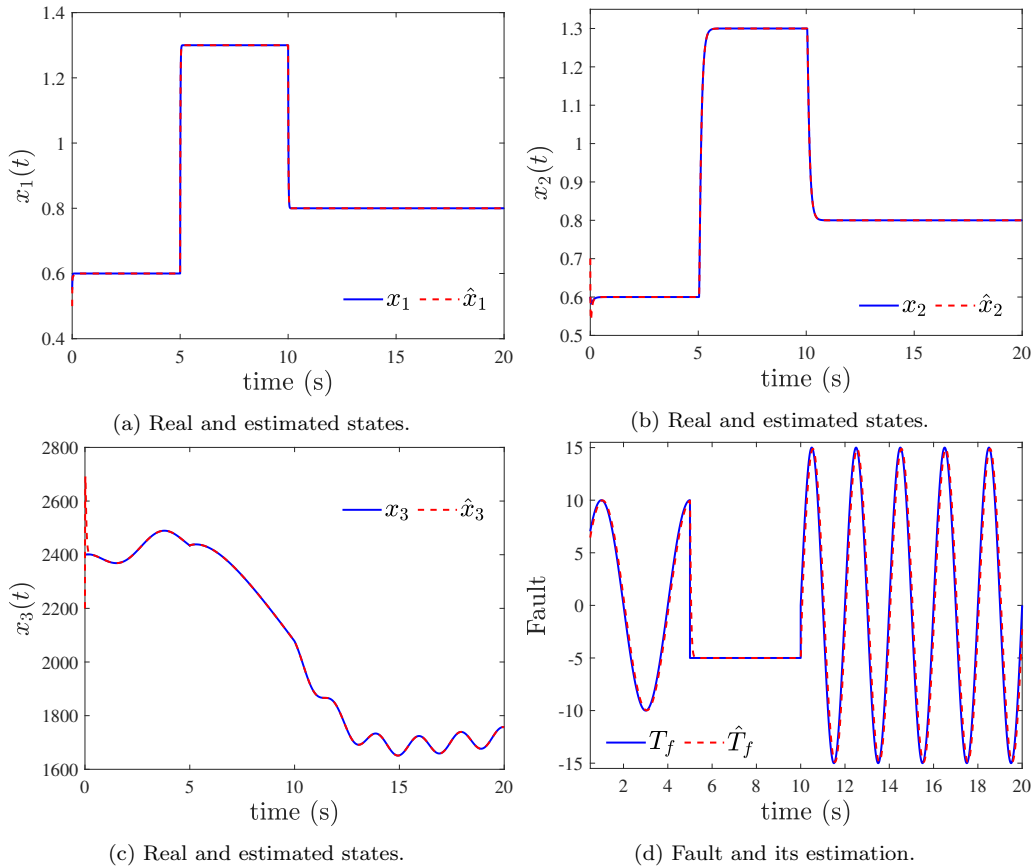 1.4
1.2
1
0.8
0.6
0.4
x₁(t)
x₁ x̂₁
0 5 10 15 20
time (s)
(a) Real and estimated states.
1.3
1.2
1.1
1
0.9
0.8
0.7
0.6
0.5
x₂(t)
x₂ x̂₂
0 5 10 15 20
time (s)
(b) Real and estimated states.
2800
2600
2400
2200
2000
1800
1600
x₃(t)
x₃ x̂₃
0 5 10 15 20
time (s)
(c) Real and estimated states.
15
10
5
0
-5
-10
-15
Fault
T_f T̂_f
2 4 6 8 10 12 14 16 18 20
time (s)
(d) Fault and its estimation.